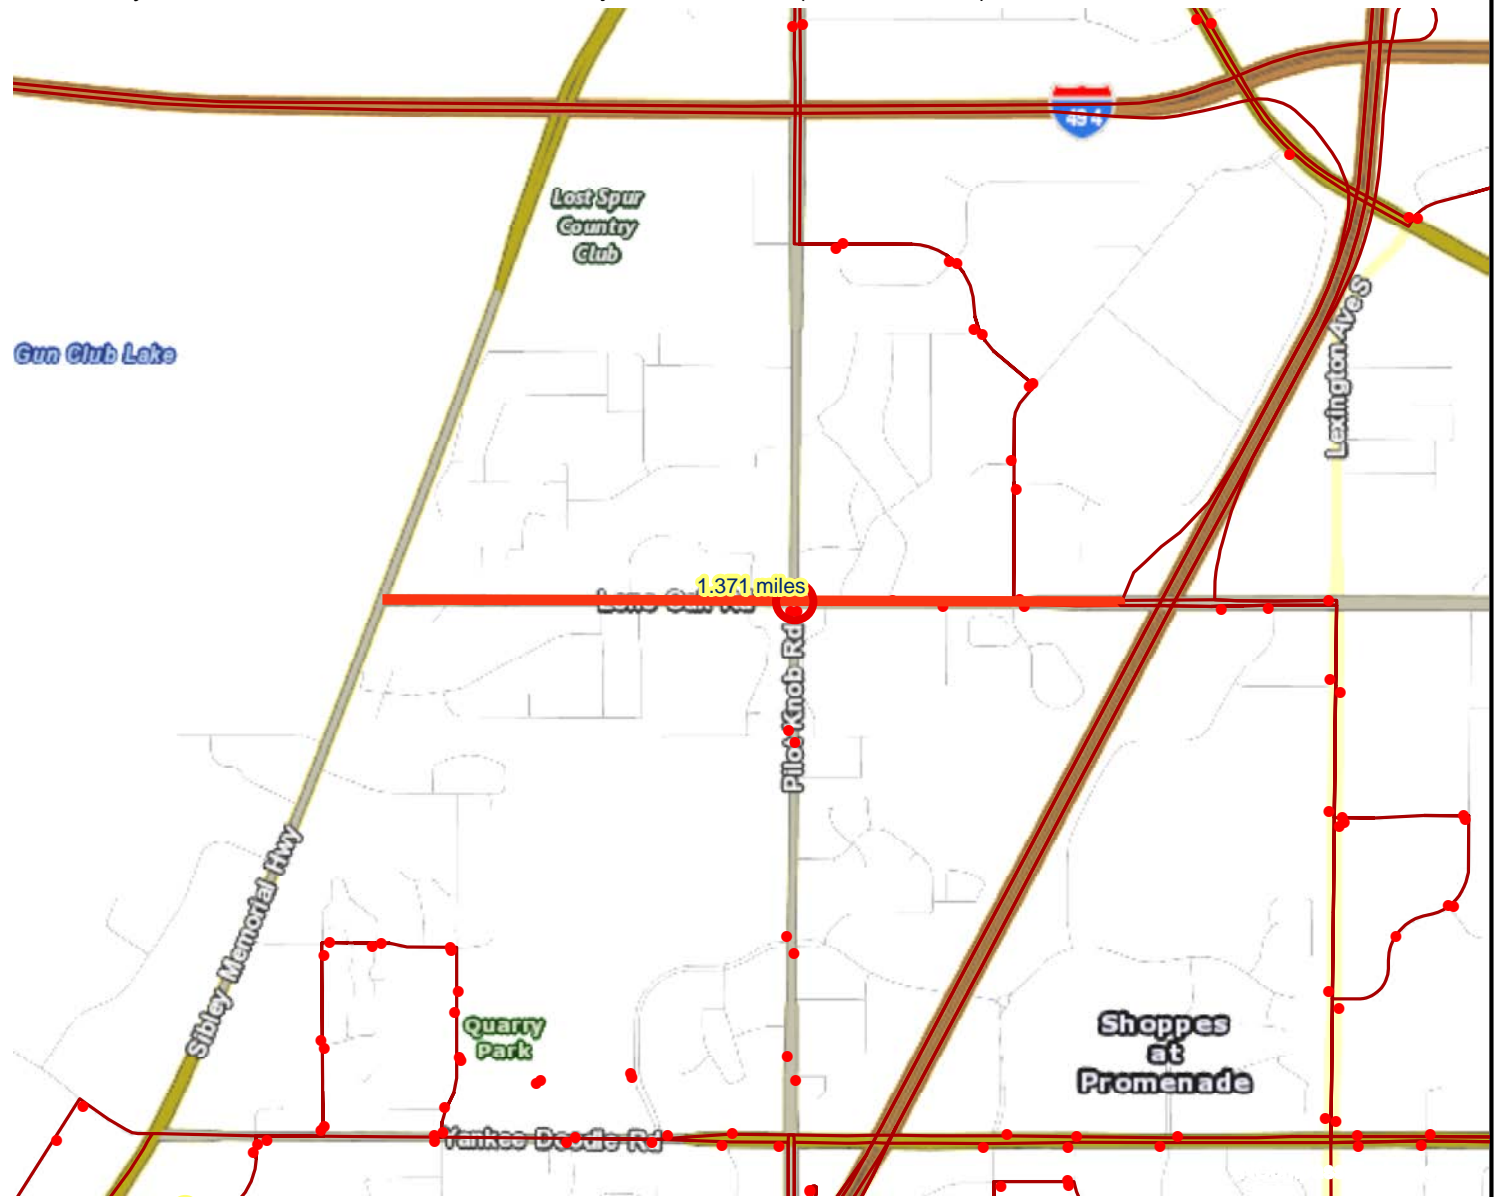 494
Lost Spur
Country
Club
Gun Club Lake
Lexington Ave S
1.371 miles
Pilot Knob Rd
Sibley Memorial Hwy
Quarry
Park
Shoppes
at
Promenade
Yankee Doodle Rd